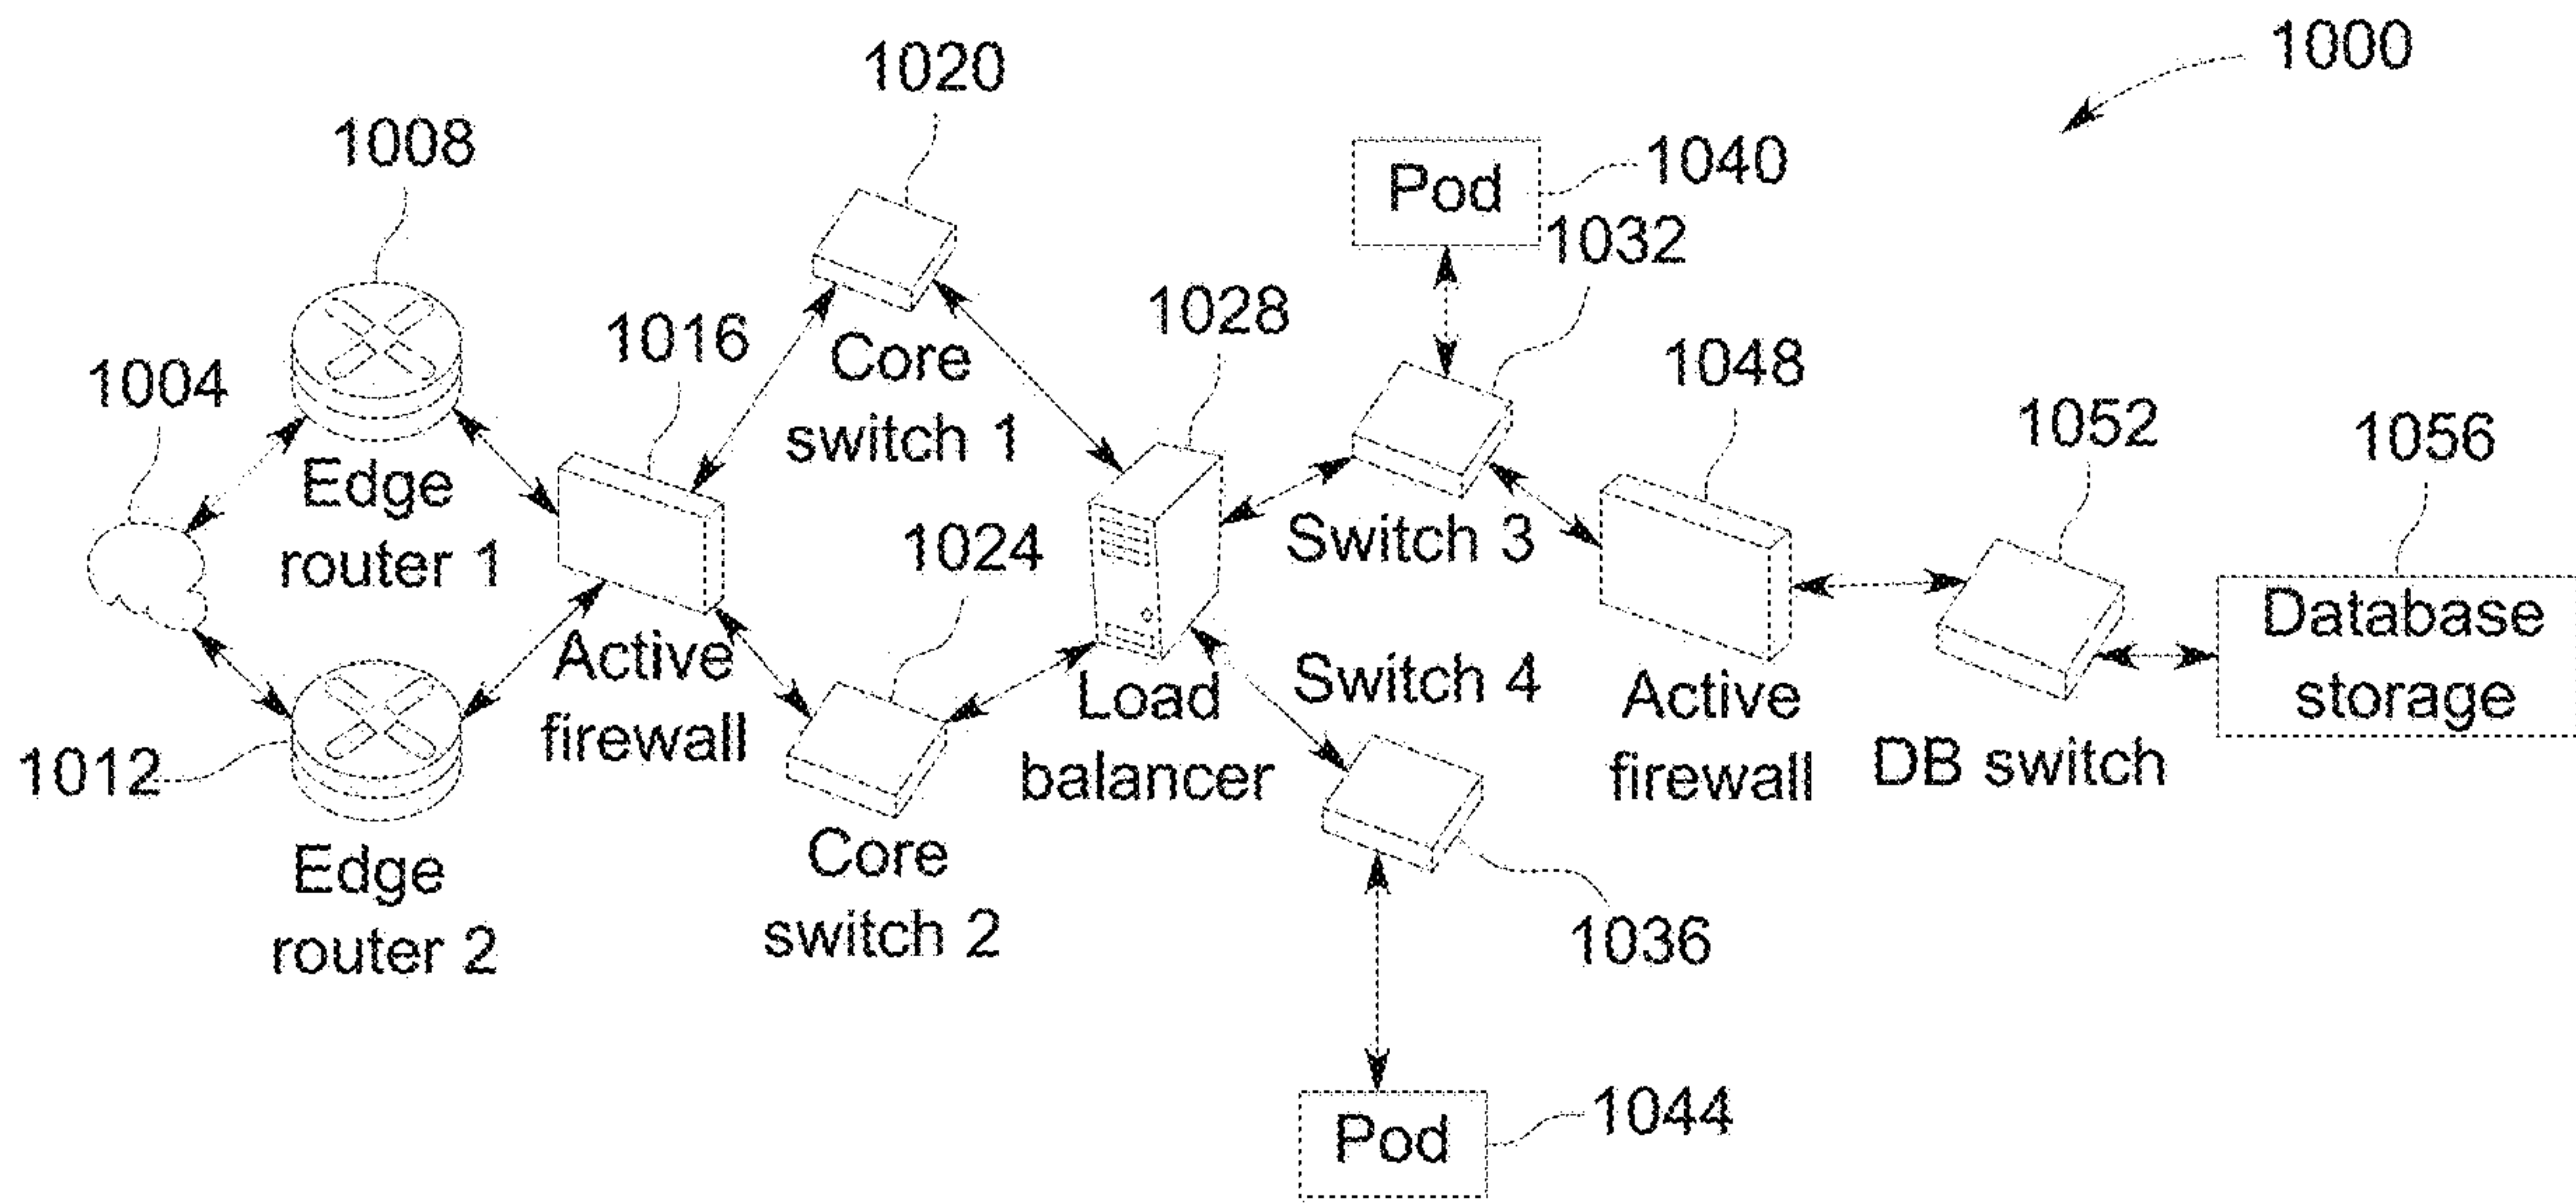 1000
1020
1008
1040
Pod
1032
1028
1016
1048
1004
Core
switch 1
1052
1056
Edge
router 1
1024
Switch 3
Database
storage
Active
firewall
Load
balancer
Switch 4
Active
firewall
DB switch
1012
Core
switch 2
Edge
router 2
1036
1044
Pod